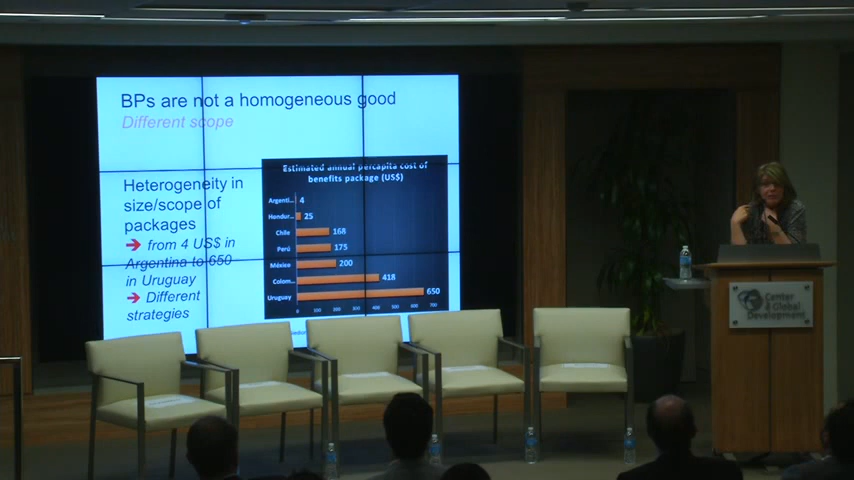 BPs are not a homogeneous good
Different scope
Heterogeneity in
size/scope of
packages
➔ from 4 US$ in
Argentina to 650
in Uruguay
➔ Different
strategies
Estimated annual percapita cost of
benefits package (US$)
Argenti... 4
Hondur... 25
Chile 168
Perú 175
México 200
Colom... 418
Uruguay 650
0 100 200 300 400 500 600 700
Center
Global
Development